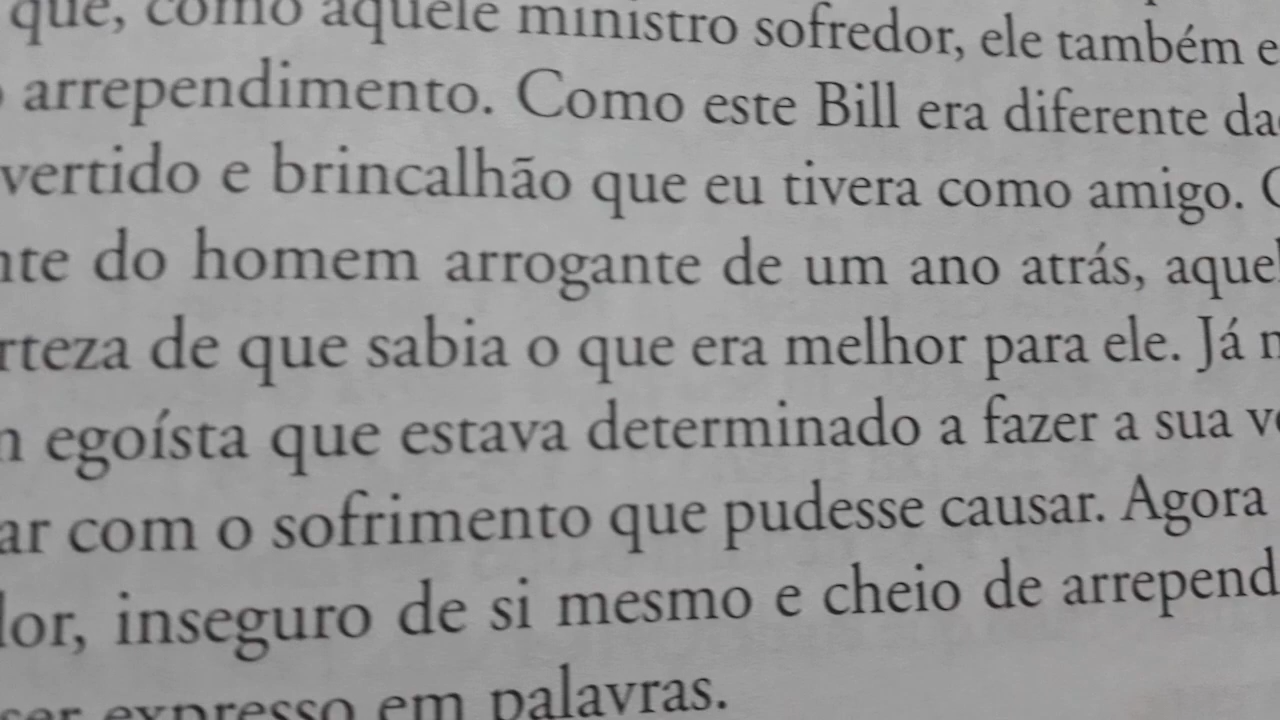 que, como aquele ministro sofredor, ele também
arrependimento. Como este Bill era diferente
vertido e brincalhão que eu tivera como amigo.
nte do homem arrogante de um ano atrás, aquel
rteza de que sabia o que era melhor para ele. Já
egoísta que estava determinado a fazer a sua
ar com o sofrimento que pudesse causar. Agora
lor, inseguro de si mesmo e cheio de arrepend
ser expresso em palavras.